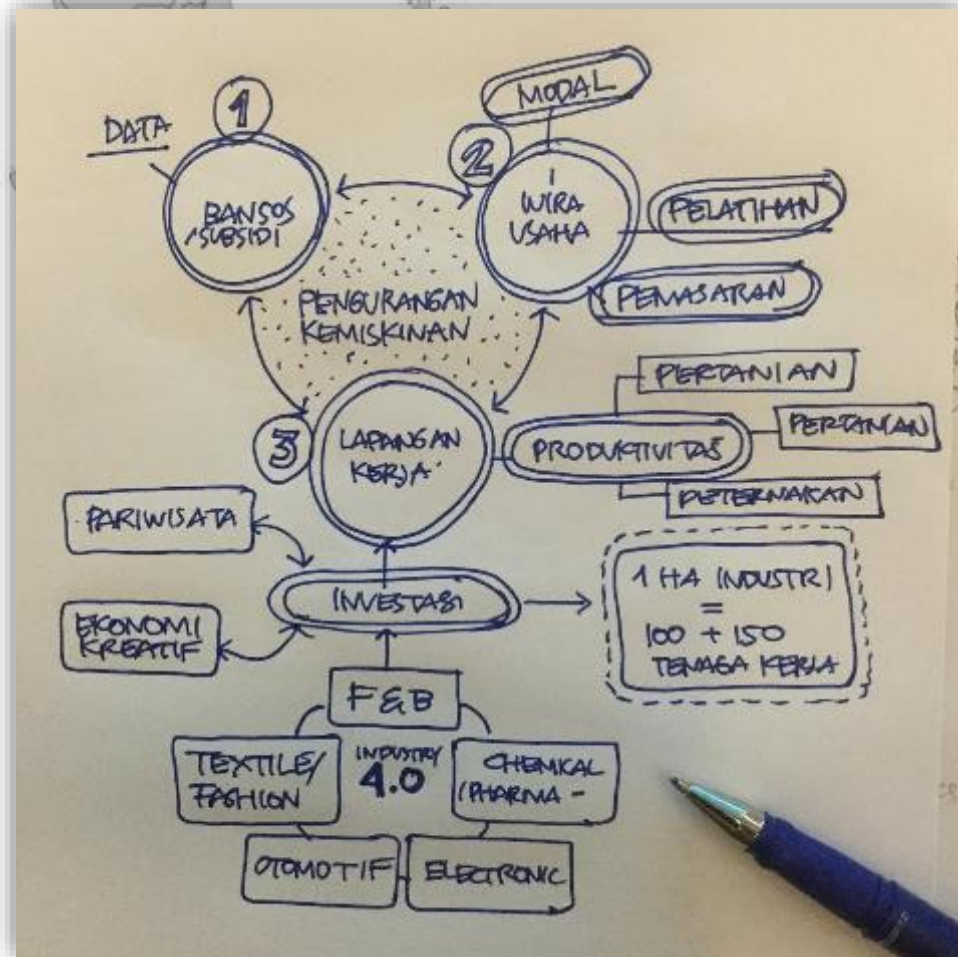 1
DATA
BANSOS
/SUBSIDI
MODAL
2
WIRA
USAHA
PELATIHAN
PEMASARAN
PENGURANGAN
KEMISKINAN
3
LAPANGAN
KERJA
PRODUKTIVITAS
PERTANIAN
PERTANIAN
PETERNAKAN
PARIWISATA
EKONOMI
KREATIF
INVESTASI
1 HA INDUSTRI
=
100 + 150
TENAGA KERJA
F&B
TEXTILE/
FASHION
INDUSTRY
4.0
CHEMICAL
/PHARMA -
OTOMOTIF
ELECTRONIC